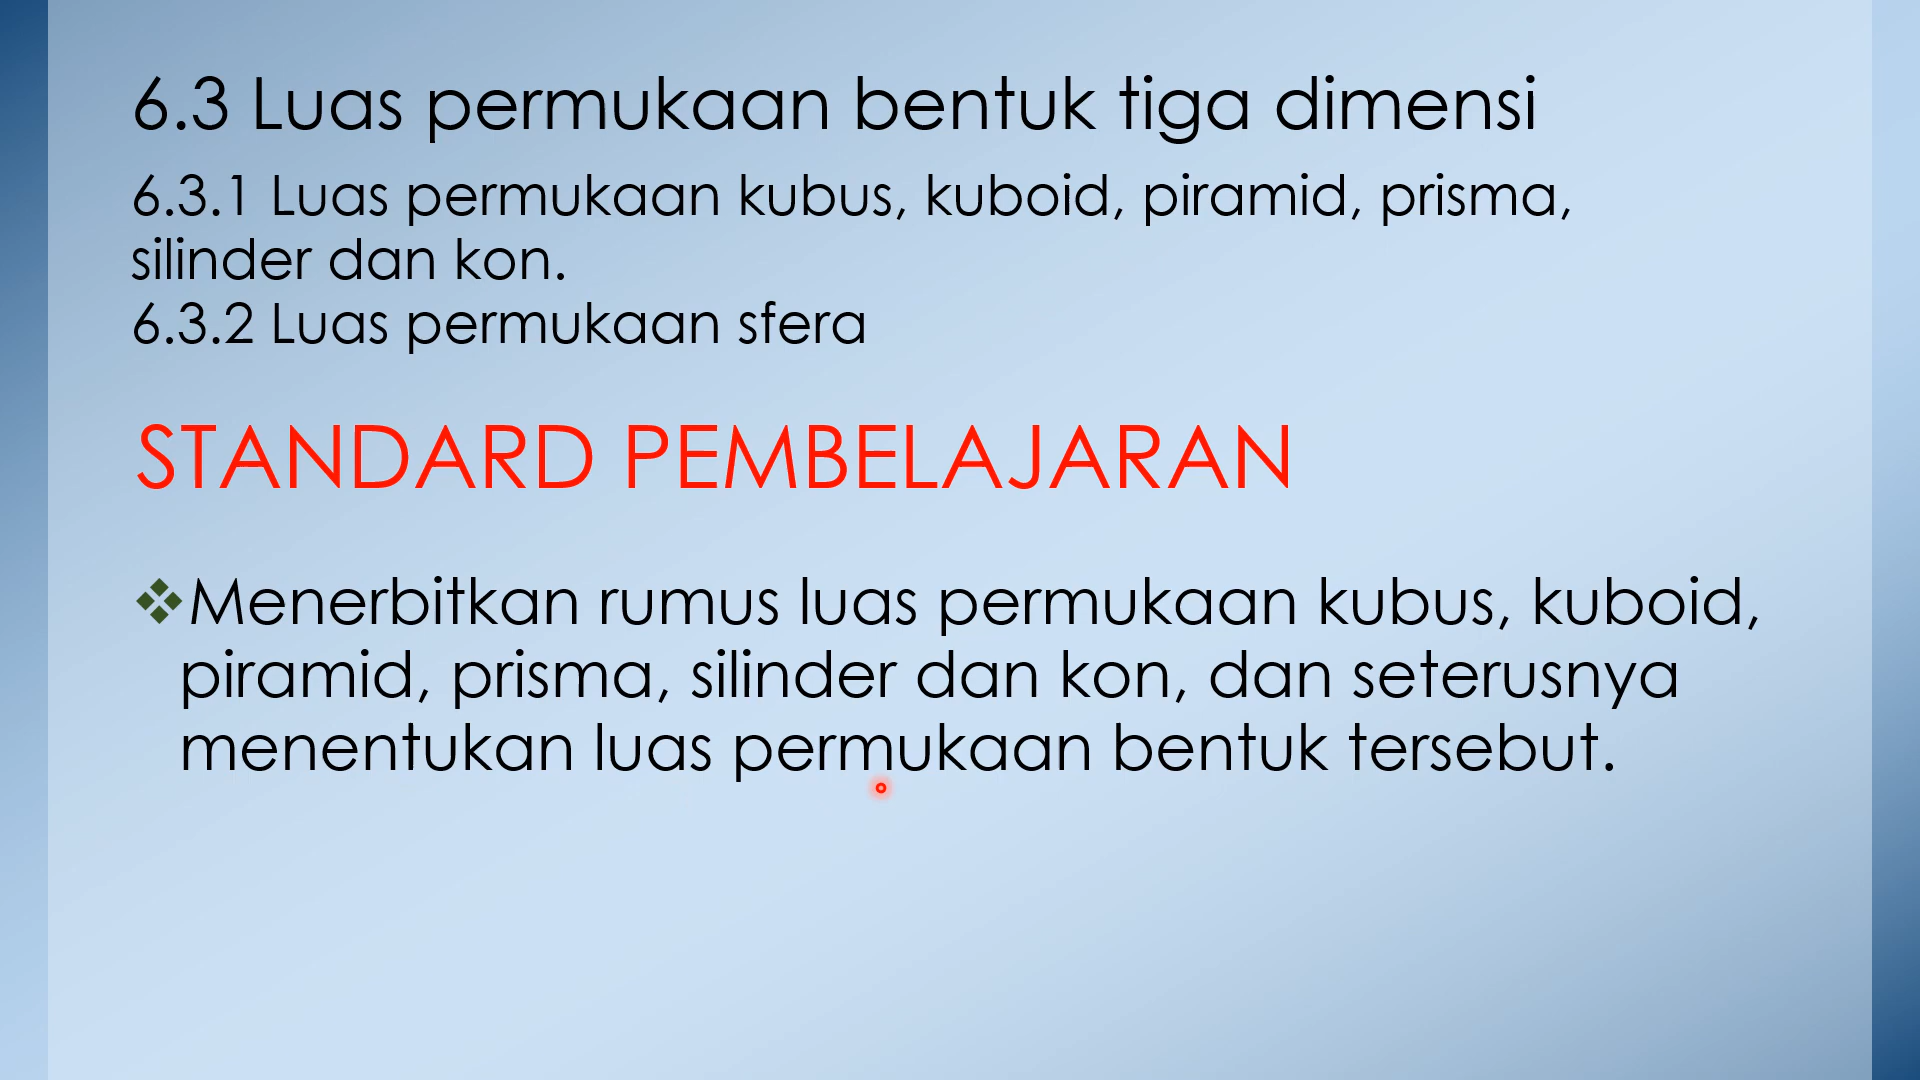 6.3 Luas permukaan bentuk tiga dimensi
6.3.1 Luas permukaan kubus, kuboid, piramid, prisma,
silinder dan kon.
6.3.2 Luas permukaan sfera
STANDARD PEMBELAJARAN
❖Menerbitkan rumus luas permukaan kubus, kuboid,
piramid, prisma, silinder dan kon, dan seterusnya
menentukan luas permukaan bentuk tersebut.